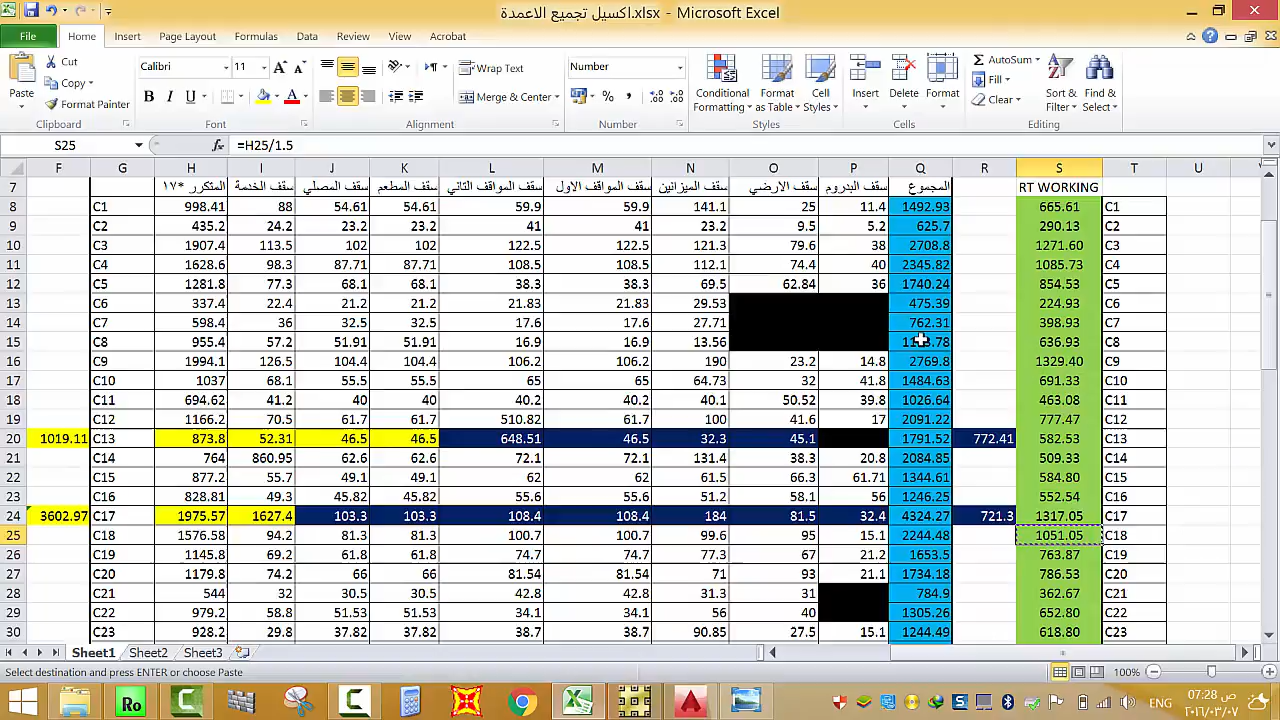 اكسيل تجميع الاعمدة.xlsx - Microsoft Excel
File Home Insert Page Layout Formulas Data Review View Acrobat
Cut
Copy
Format Painter
Paste
Clipboard
Calibri 11
B I U
Font
Wrap Text
Merge & Center
Alignment
Number
Number
Conditional Formatting
Format as Table
Cell Styles
Styles
Insert Delete Format
Cells
AutoSum
Fill
Clear
Sort & Filter
Find & Select
Editing
S25 fx =H25/1.5
F G H I J K L M N O P Q R S T U
7 المتكرر *١٧ سقف الخدمة سقف المصلي سقف المطعم سقف المواقف الثاني سقف المواقف الأول سقف الميزانين سقف الارضي سقف البدروم المجموع RT WORKING
8 C1 998.41 88 54.61 54.61 59.9 59.9 141.1 25 11.4 1492.93 665.61 C1
9 C2 435.2 24.2 23.2 23.2 41 41 23.2 9.5 5.2 625.7 290.13 C2
10 C3 1907.4 113.5 102 102 122.5 122.5 121.3 79.6 38 2708.8 1271.60 C3
11 C4 1628.6 98.3 87.71 87.71 108.5 108.5 112.1 74.4 40 2345.82 1085.73 C4
12 C5 1281.8 77.3 68.1 68.1 38.3 38.3 69.5 62.84 36 1740.24 854.53 C5
13 C6 337.4 22.4 21.2 21.2 21.83 21.83 29.53 475.39 224.93 C6
14 C7 598.4 36 32.5 32.5 17.6 17.6 27.71 762.31 398.93 C7
15 C8 955.4 57.2 51.91 51.91 16.9 16.9 13.56 636.93 C8
16 C9 1994.1 126.5 104.4 104.4 106.2 106.2 190 23.2 14.8 2769.8 1329.40 C9
17 C10 1037 68.1 55.5 55.5 65 65 64.73 32 41.8 1484.63 691.33 C10
18 C11 694.62 41.2 40 40 40.2 40.2 40.1 50.52 39.8 1026.64 463.08 C11
19 C12 1166.2 70.5 61.7 61.7 510.82 61.7 100 41.6 17 2091.22 777.47 C12
20 1019.11 C13 873.8 52.31 46.5 46.5 648.51 46.5 32.3 45.1 1791.52 772.41 582.53 C13
21 C14 764 860.95 62.6 62.6 72.1 72.1 131.4 38.3 20.8 2084.85 509.33 C14
22 C15 877.2 55.7 49.1 49.1 62 62 61.5 66.3 61.71 1344.61 584.80 C15
23 C16 828.81 49.3 45.82 45.82 55.6 55.6 51.2 58.1 56 1246.25 552.54 C16
24 3602.97 C17 1975.57 1627.4 103.3 103.3 108.4 108.4 184 81.5 32.4 4324.27 721.3 1317.05 C17
25 C18 1576.58 94.2 81.3 81.3 100.7 100.7 99.6 95 15.1 2244.48 1051.05 C18
26 C19 1145.8 69.2 61.8 61.8 74.7 74.7 77.3 67 21.2 1653.5 763.87 C19
27 C20 1179.8 74.2 66 66 81.54 81.54 71 93 21.1 1734.18 786.53 C20
28 C21 544 32 30.5 30.5 42.8 42.8 31.3 31 784.9 362.67 C21
29 C22 979.2 58.8 51.53 51.53 34.1 34.1 56 40 1305.26 652.80 C22
30 C23 928.2 29.8 37.82 37.82 38.7 38.7 90.85 27.5 15.1 1244.49 618.80 C23
Sheet1 Sheet2 Sheet3
Select destination and press ENTER or choose Paste 100%
ENG 07:28 ص
٢٠١٦/٠٣/٠٧